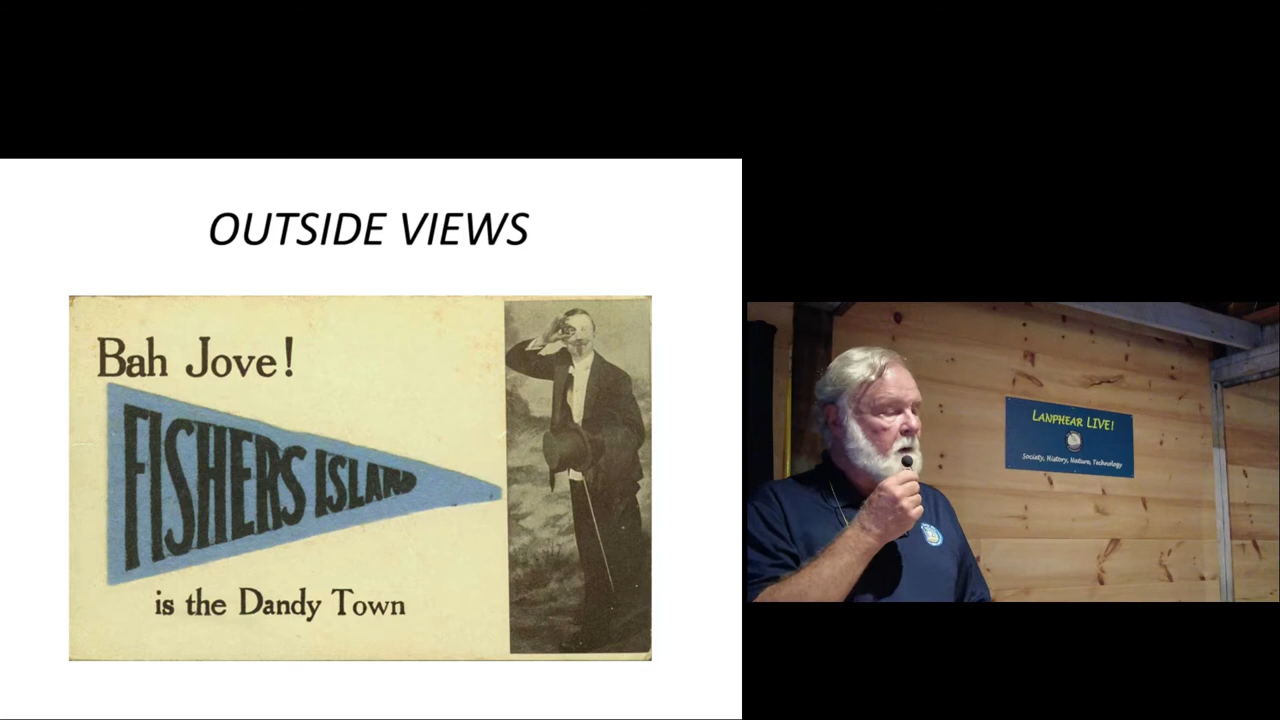 OUTSIDE VIEWS
Bah Jove!
FISHERS ISLAND
is the Dandy Town
LANPHEAR LIVE!
Society, History, Nature, Technology